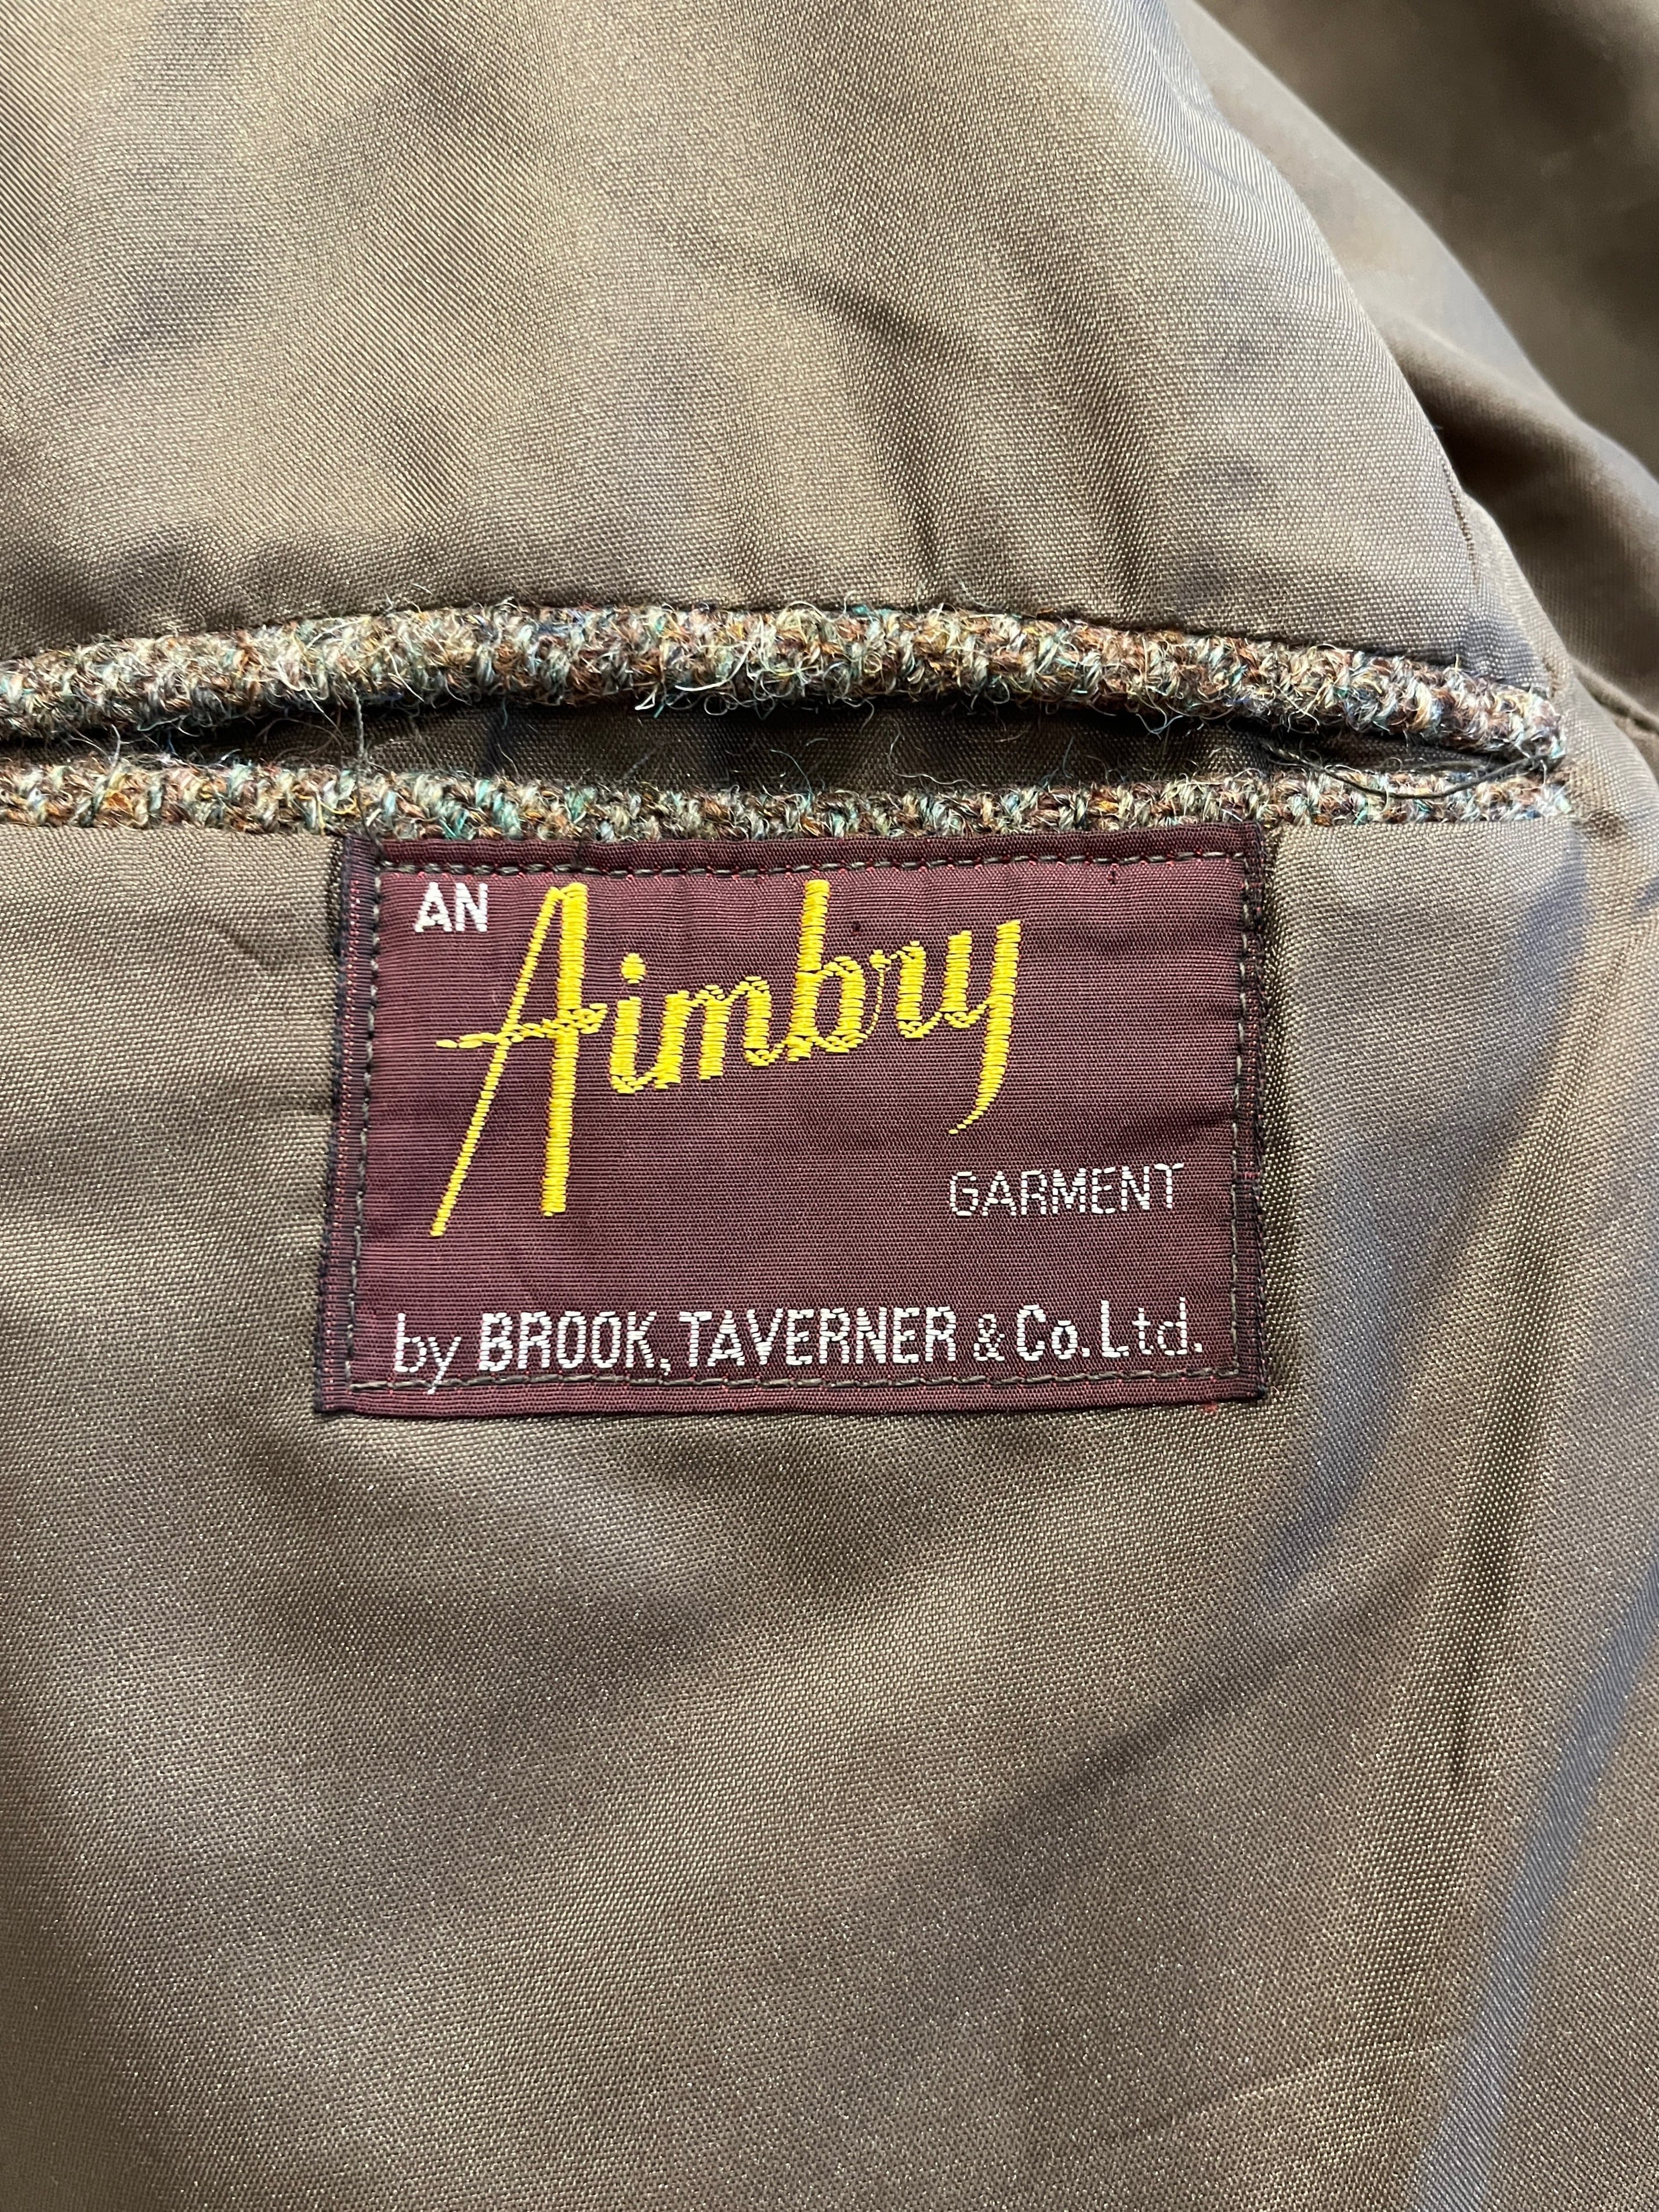 AN
Aimbry
GARMENT
by BROOK, TAVERNER & Co. Ltd.